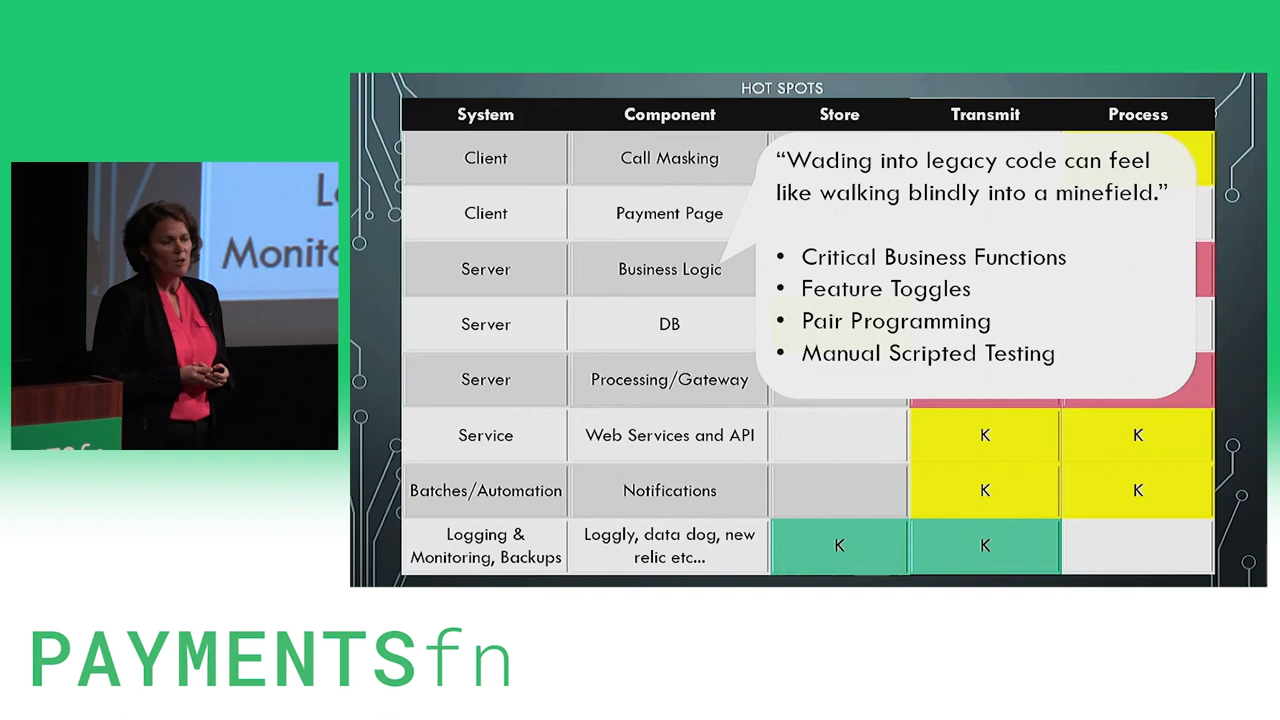 HOT SPOTS
System Component Store Transmit Process
Client Call Masking
Client Payment Page
Server Business Logic
Server DB
Server Processing/Gateway
Service Web Services and API K K
Batches/Automation Notifications K K
Logging & Monitoring, Backups Loggly, data dog, new relic etc... K K
“Wading into legacy code can feel
like walking blindly into a minefield.”
• Critical Business Functions
• Feature Toggles
• Pair Programming
• Manual Scripted Testing
Monito
PAYMENTSfn